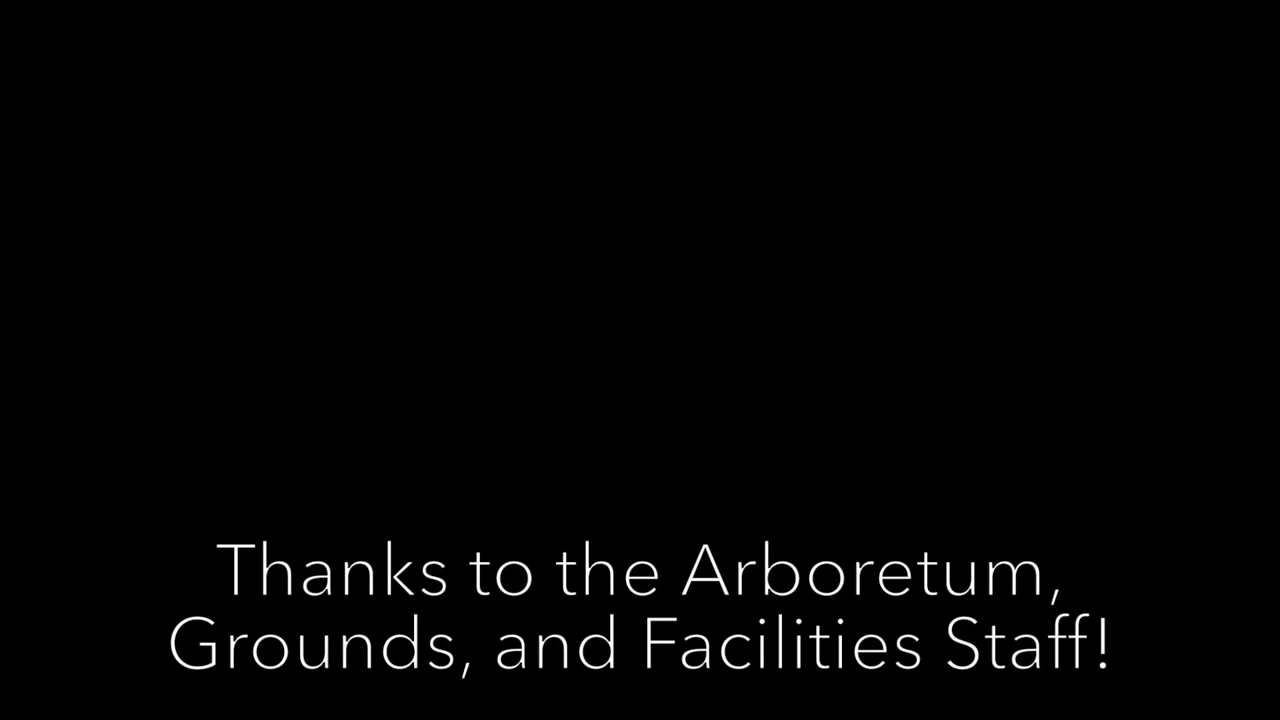 Thanks to the Arboretum,
Grounds, and Facilities Staff!